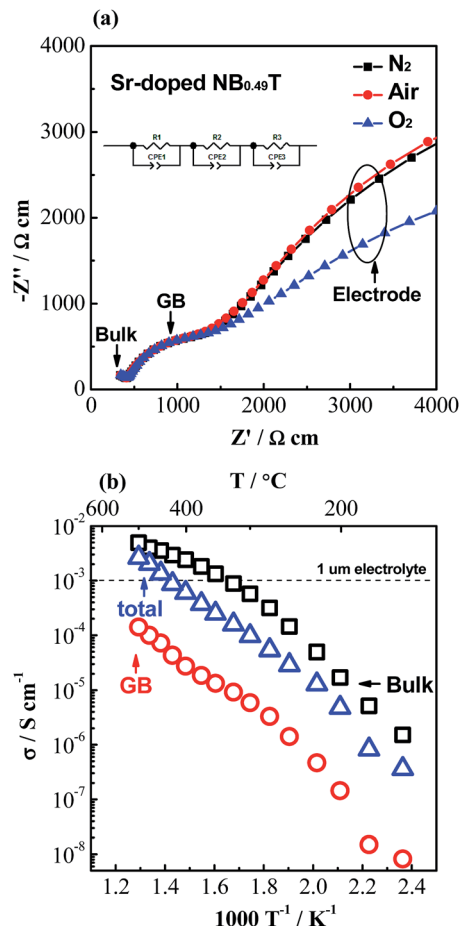 (a)
Sr-doped NB0.49T
N2
Air
O2
R1 R2 R3
CPE1 CPE2 CPE3
-Z'' / Ω cm
4000
3000
2000
1000
0
GB
Bulk
Electrode
0 1000 2000 3000 4000
Z' / Ω cm
(b)
T / °C
600 400 200
σ / S cm-1
10-2
10-3
10-4
10-5
10-6
10-7
10-8
1 um electrolyte
total
GB
Bulk
1.2 1.4 1.6 1.8 2.0 2.2 2.4
1000 T-1 / K-1